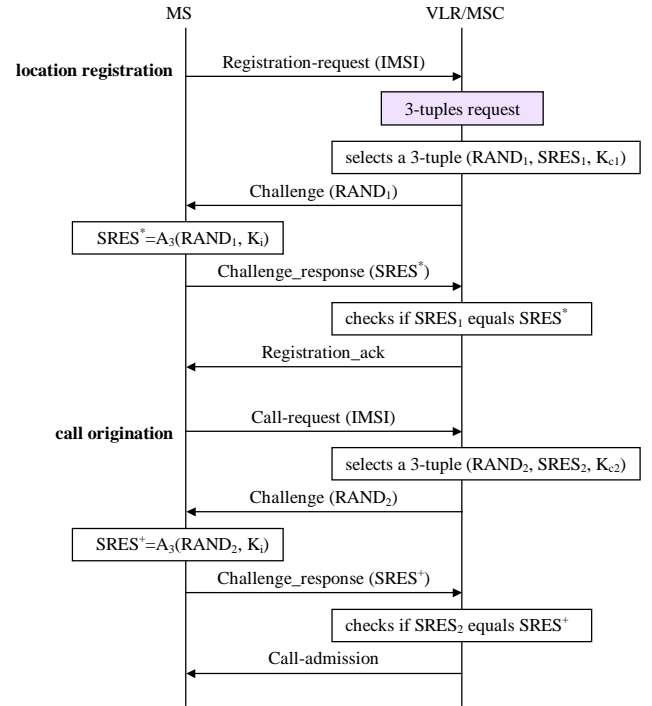 MS VLR/MSC
location registration Registration-request (IMSI)
3-tuples request
selects a 3-tuple (RAND₁, SRES₁, K꜀₁)
Challenge (RAND₁)
SRES*=A₃(RAND₁, Kᵢ)
Challenge_response (SRES*)
checks if SRES₁ equals SRES*
Registration_ack
call origination Call-request (IMSI)
selects a 3-tuple (RAND₂, SRES₂, K꜀₂)
Challenge (RAND₂)
SRES⁺=A₃(RAND₂, Kᵢ)
Challenge_response (SRES⁺)
checks if SRES₂ equals SRES⁺
Call-admission